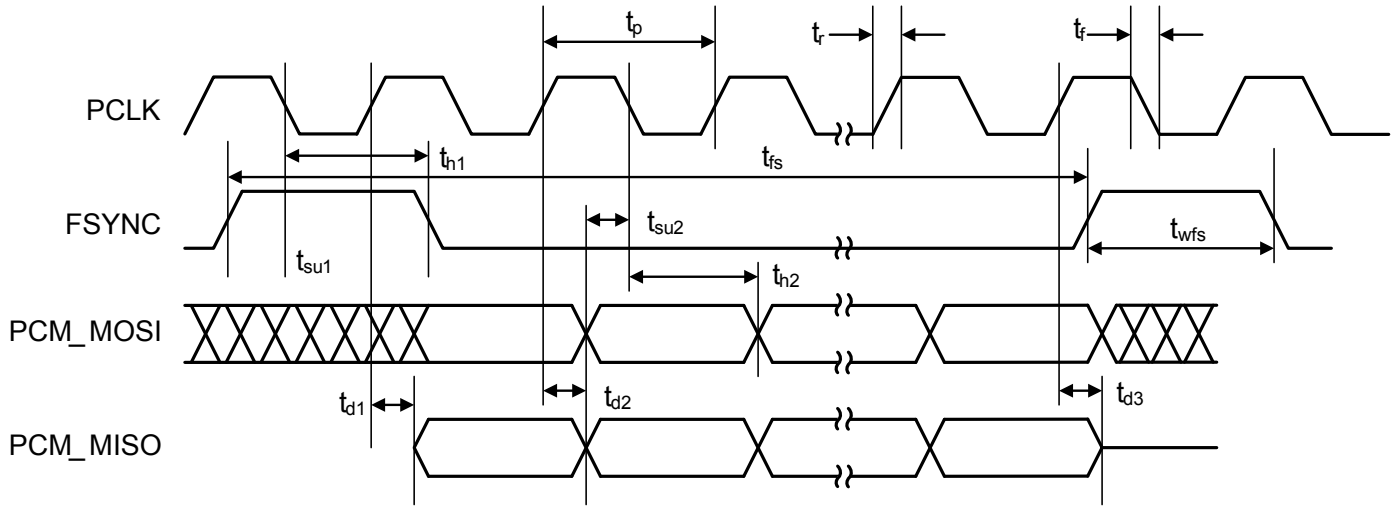 tp
tr
tf
PCLK
th1
tfs
FSYNC
tsu2
twfs
tsu1
th2
PCM_MOSI
td1
td2
td3
PCM_MISO